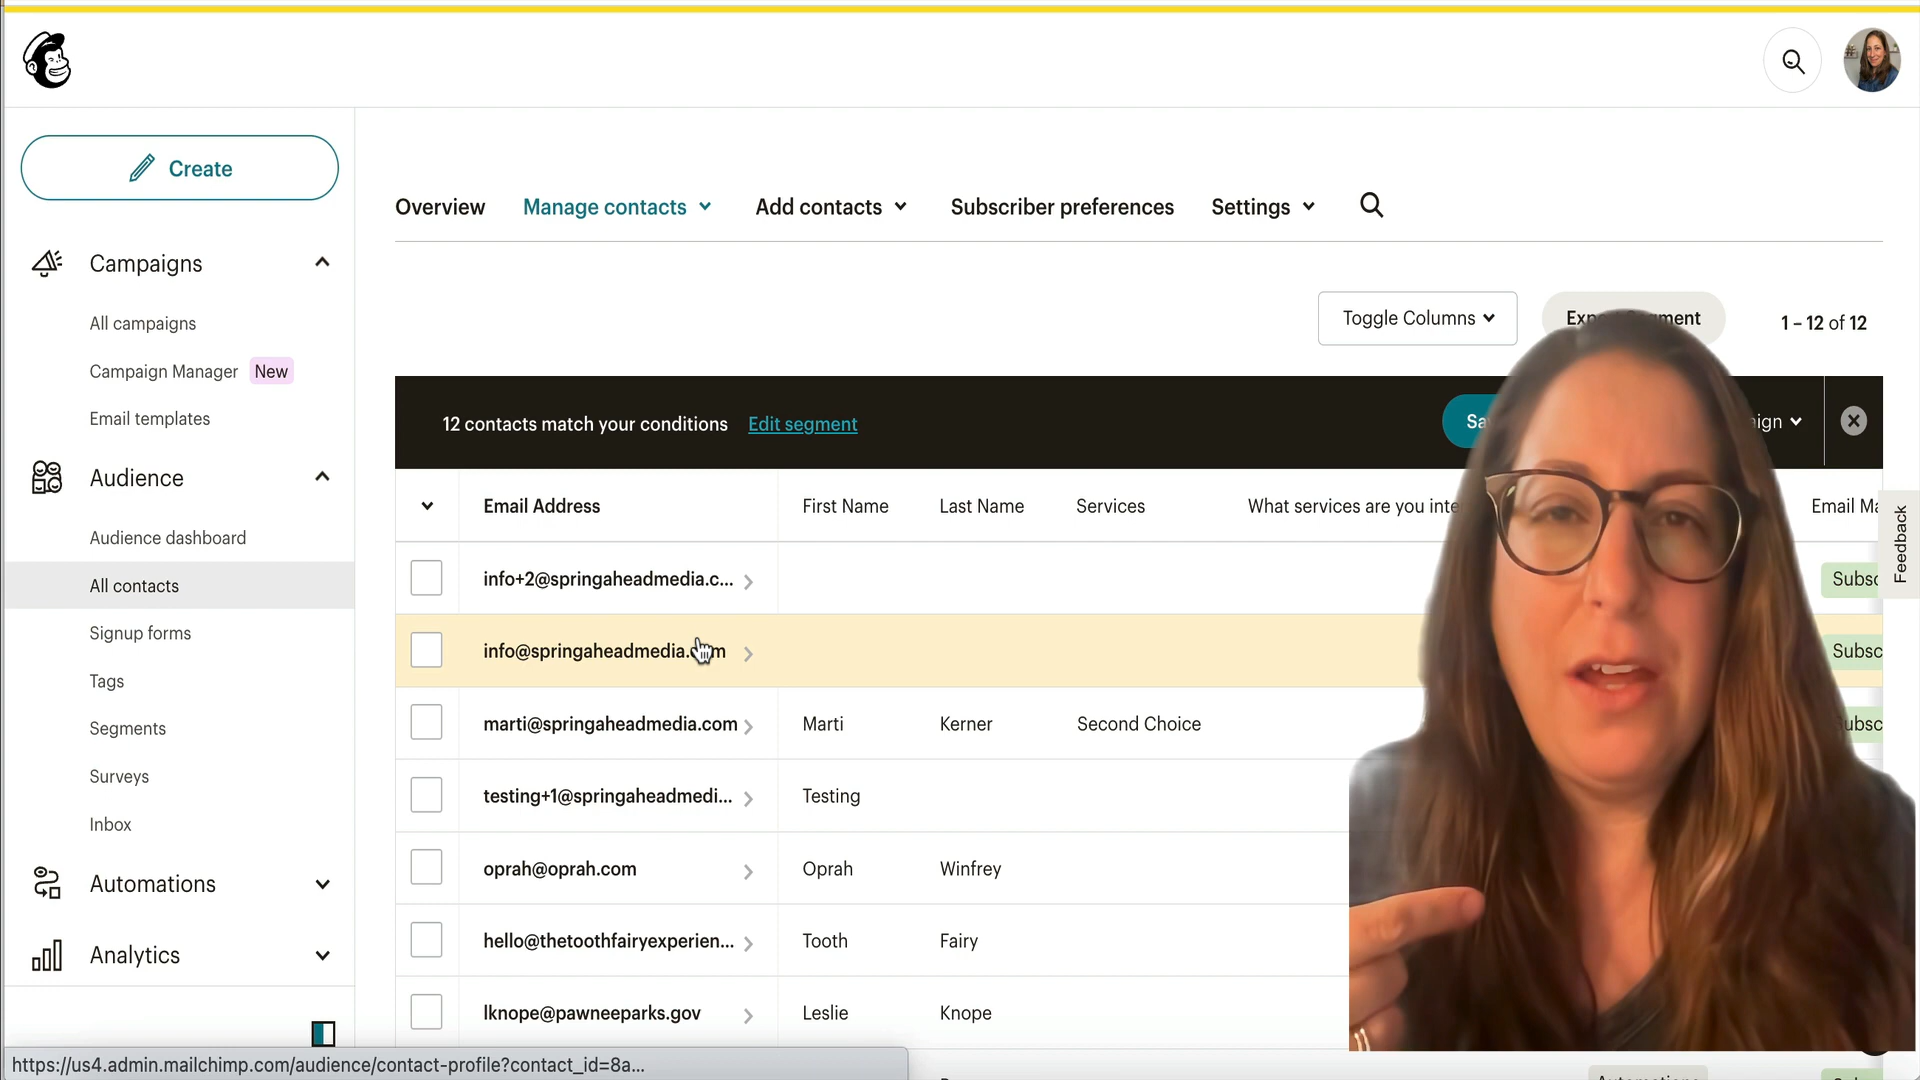 Create
Overview
Manage contacts
Add contacts
Subscriber preferences
Settings
Campaigns
All campaigns
Campaign Manager New
Email templates
Audience
Audience dashboard
All contacts
Signup forms
Tags
Segments
Surveys
Inbox
Automations
Analytics
Toggle Columns
1 – 12 of 12
12 contacts match your conditions Edit segment
Email Address First Name Last Name Services What services are you inte Email Ma
info+2@springaheadmedia.c... Subsc
info@springaheadmedia. m Subsc
marti@springaheadmedia.com Marti Kerner Second Choice ubsc
testing+1@springaheadmedi... Testing
oprah@oprah.com Oprah Winfrey
hello@thetoothfairyexperien... Tooth Fairy
lknope@pawneeparks.gov Leslie Knope
Feedback
https://us4.admin.mailchimp.com/audience/contact-profile?contact_id=8a...